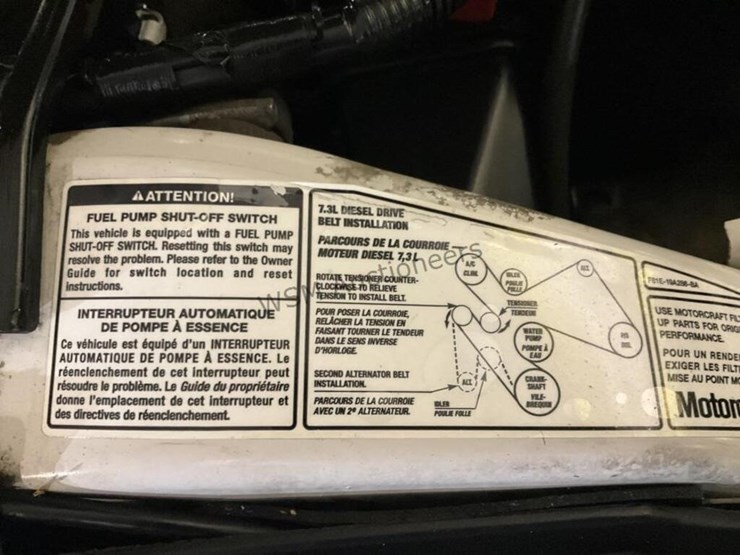 ATTENTION!
FUEL PUMP SHUT-OFF SWITCH
This vehicle is equipped with a FUEL PUMP
SHUT-OFF SWITCH. Resetting this switch may
resolve the problem. Please refer to the Owner
Guide for switch location and reset
instructions.
INTERRUPTEUR AUTOMATIQUE
DE POMPE À ESSENCE
Ce véhicule est équipé d'un INTERRUPTEUR
AUTOMATIQUE DE POMPE À ESSENCE. Le
réenclenchement de cet interrupteur peut
résoudre le problème. Le Guide du propriétaire
donne l'emplacement de cet interrupteur et
des directives de réenclenchement.
7.3L DIESEL DRIVE
BELT INSTALLATION
PARCOURS DE LA COURROIE
MOTEUR DIESEL 7,3 L
ROTATE TENSIONER COUNTER-
CLOCKWISE TO RELIEVE
TENSION TO INSTALL BELT.
POUR POSER LA COURROIE,
RELÂCHER LA TENSION EN
FAISANT TOURNER LE TENDEUR
DANS LE SENS INVERSE
D'HORLOGE.
SECOND ALTERNATOR BELT
INSTALLATION.
PARCOURS DE LA COURROIE
AVEC UN 2e ALTERNATEUR.
A/C
CLIM.
IDLER
POULIE
FOLLE
TENSIONER
TENDEUR
ALT.
WATER
PUMP
POMPE À
EAU
P/S
DIR.
CRANK-
SHAFT
VILE-
BREQUIN
ALT.
IDLER
POULIE FOLLE
USE MOTORCRAFT
UP PARTS FOR
PERFORMANCE.
POUR UN
EXIGER LES
MISE AU POINT
WSM Auctioneers